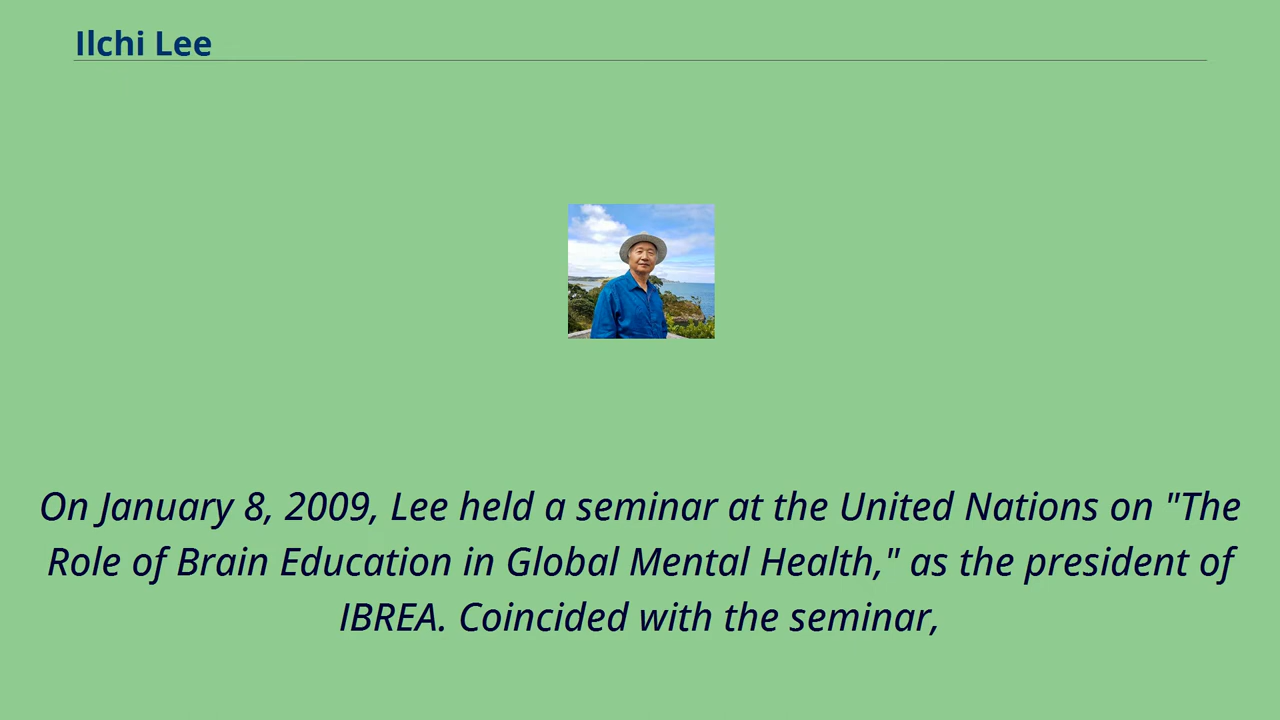 Ilchi Lee
On January 8, 2009, Lee held a seminar at the United Nations on "The
Role of Brain Education in Global Mental Health," as the president of
IBREA. Coincided with the seminar,